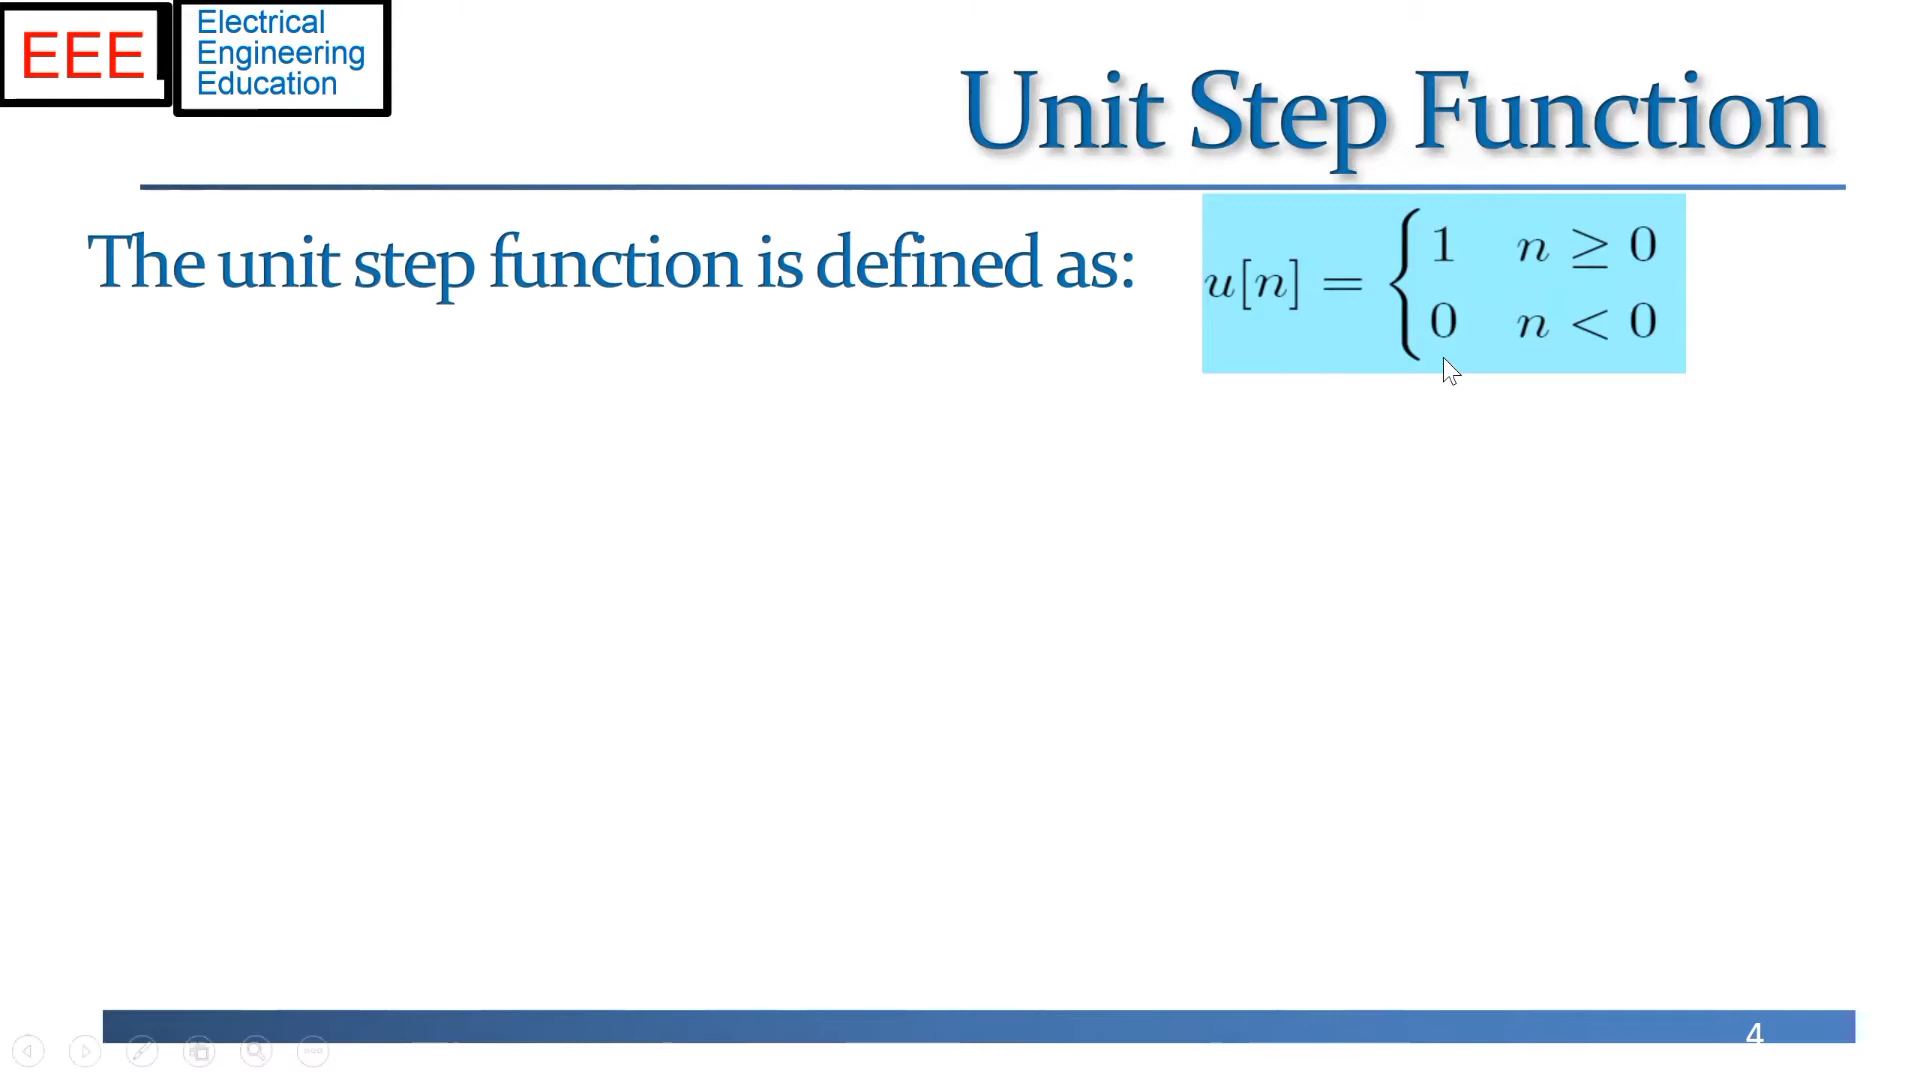 EEE
Electrical
Engineering
Education
Unit Step Function
The unit step function is defined as:
u[n] = { 1 n ≥ 0
0 n < 0
4